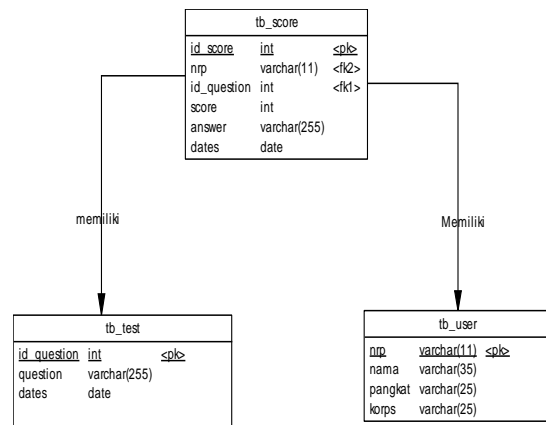 tb_score
id_score int <pk>
nrp varchar(11) <fk2>
id_question int <fk1>
score int
answer varchar(255)
dates date
memiliki
Memiliki
tb_test
id_question int <pk>
question varchar(255)
dates date
tb_user
nrp varchar(11) <pk>
nama varchar(35)
pangkat varchar(25)
korps varchar(25)